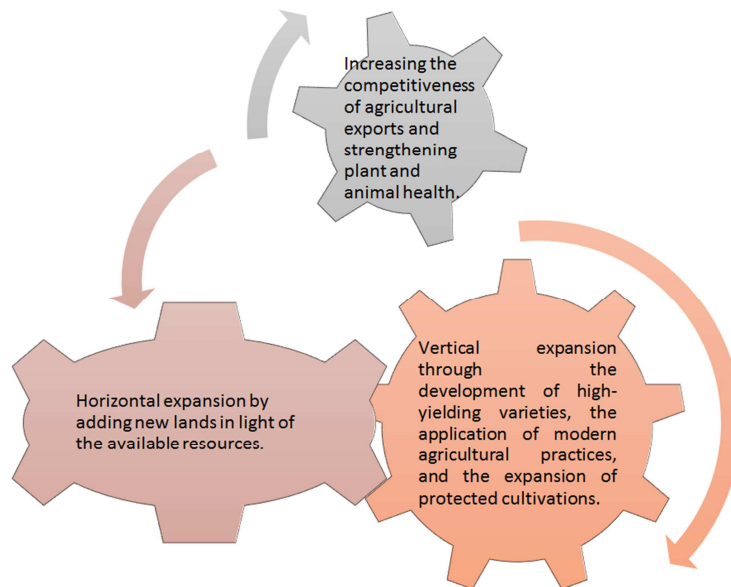 Increasing the
competitiveness
of agricultural
exports and
strengthening
plant and
animal health.
Horizontal expansion by
adding new lands in light of
the available resources.
Vertical expansion
through the
development of high-
yielding varieties, the
application of modern
agricultural practices,
and the expansion of
protected cultivations.